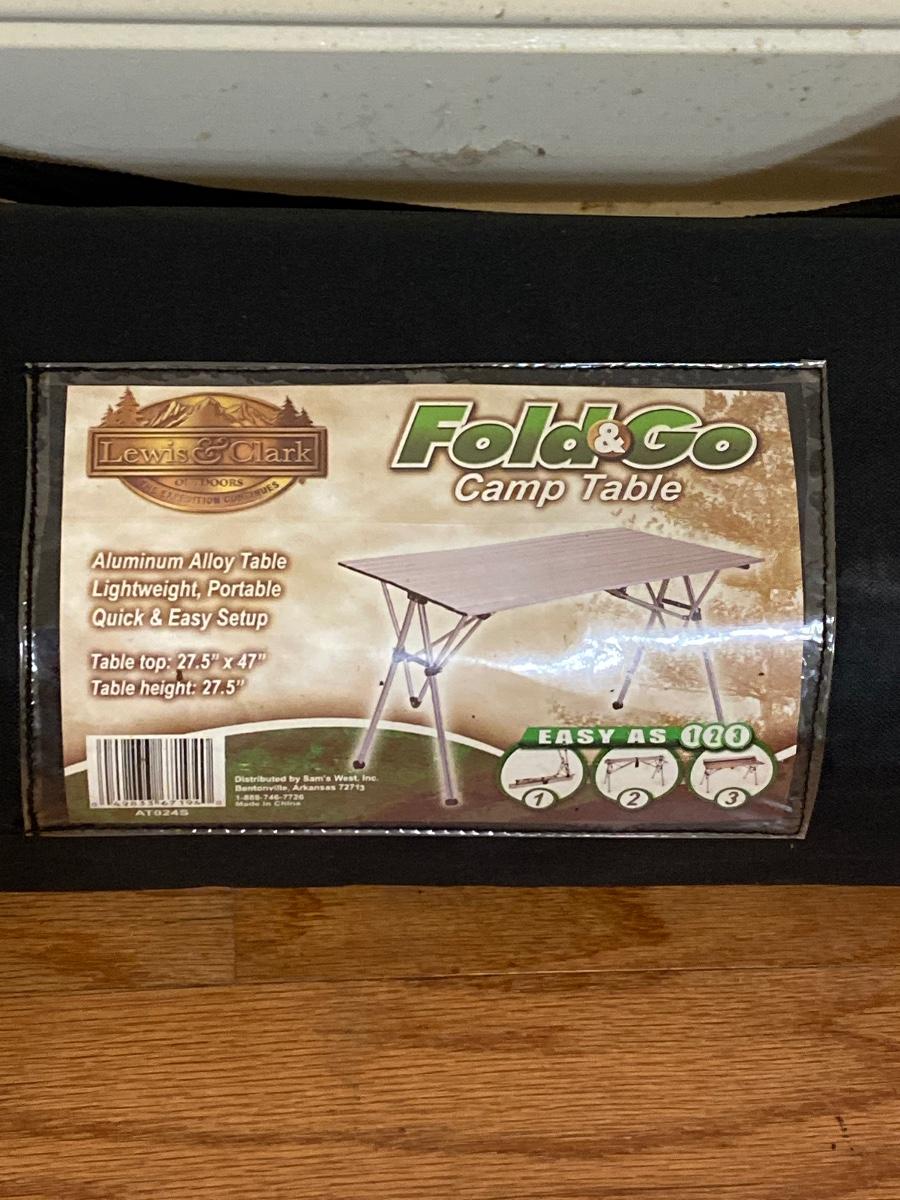 Lewis & Clark
OUTDOORS
THE EXPEDITION CONTINUES
Fold & Go
Camp Table
Aluminum Alloy Table
Lightweight, Portable
Quick & Easy Setup
Table top: 27.5" x 47"
Table height: 27.5"
AT024S
Distributed by Sam's West, Inc.
Bentonville, Arkansas 72713
1-888-746-7726
Made in China
EASY AS 1 2 3
1 2 3